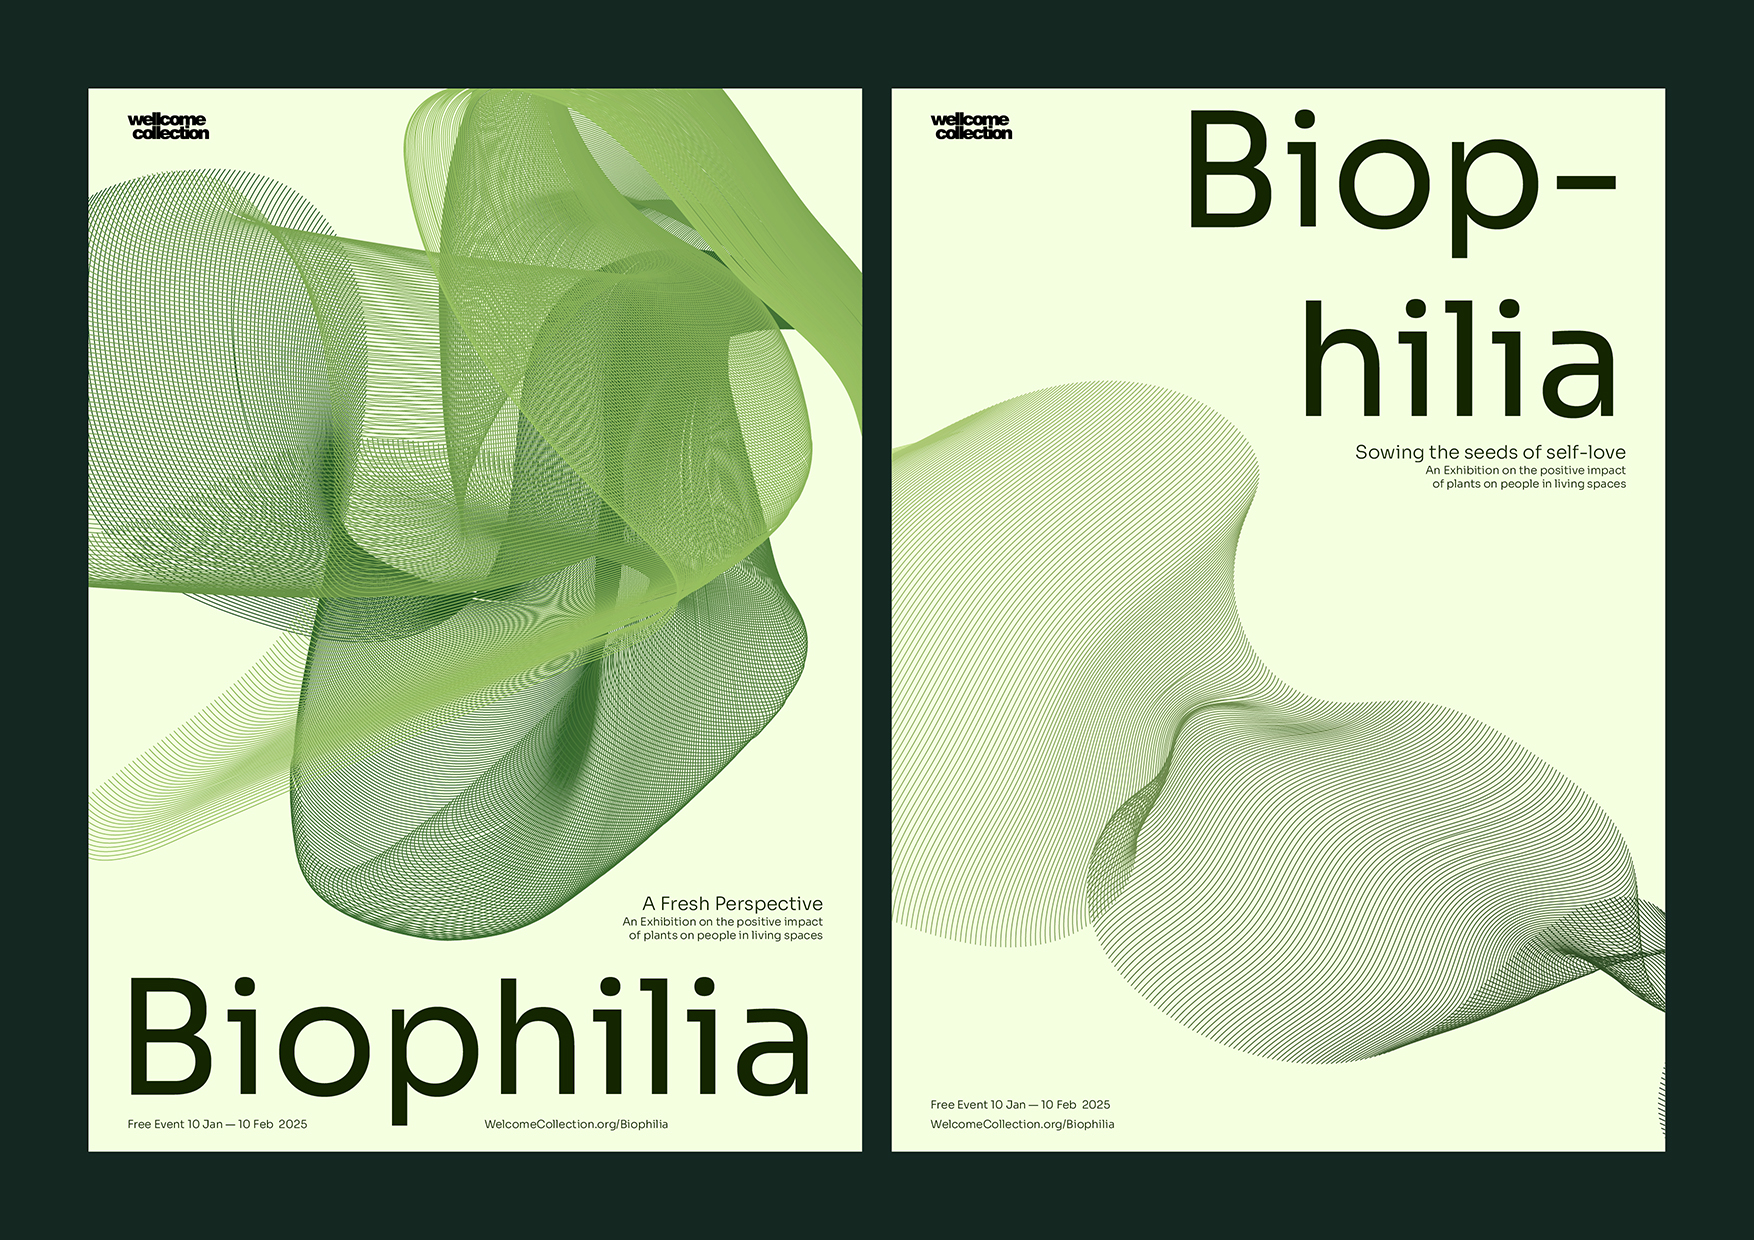 wellcome
collection
A Fresh Perspective
An Exhibition on the positive impact
of plants on people in living spaces
Biophilia
Free Event 10 Jan — 10 Feb 2025
WelcomeCollection.org/Biophilia
wellcome
collection
Biop-
hilia
Sowing the seeds of self-love
An Exhibition on the positive impact
of plants on people in living spaces
Free Event 10 Jan — 10 Feb 2025
WelcomeCollection.org/Biophilia